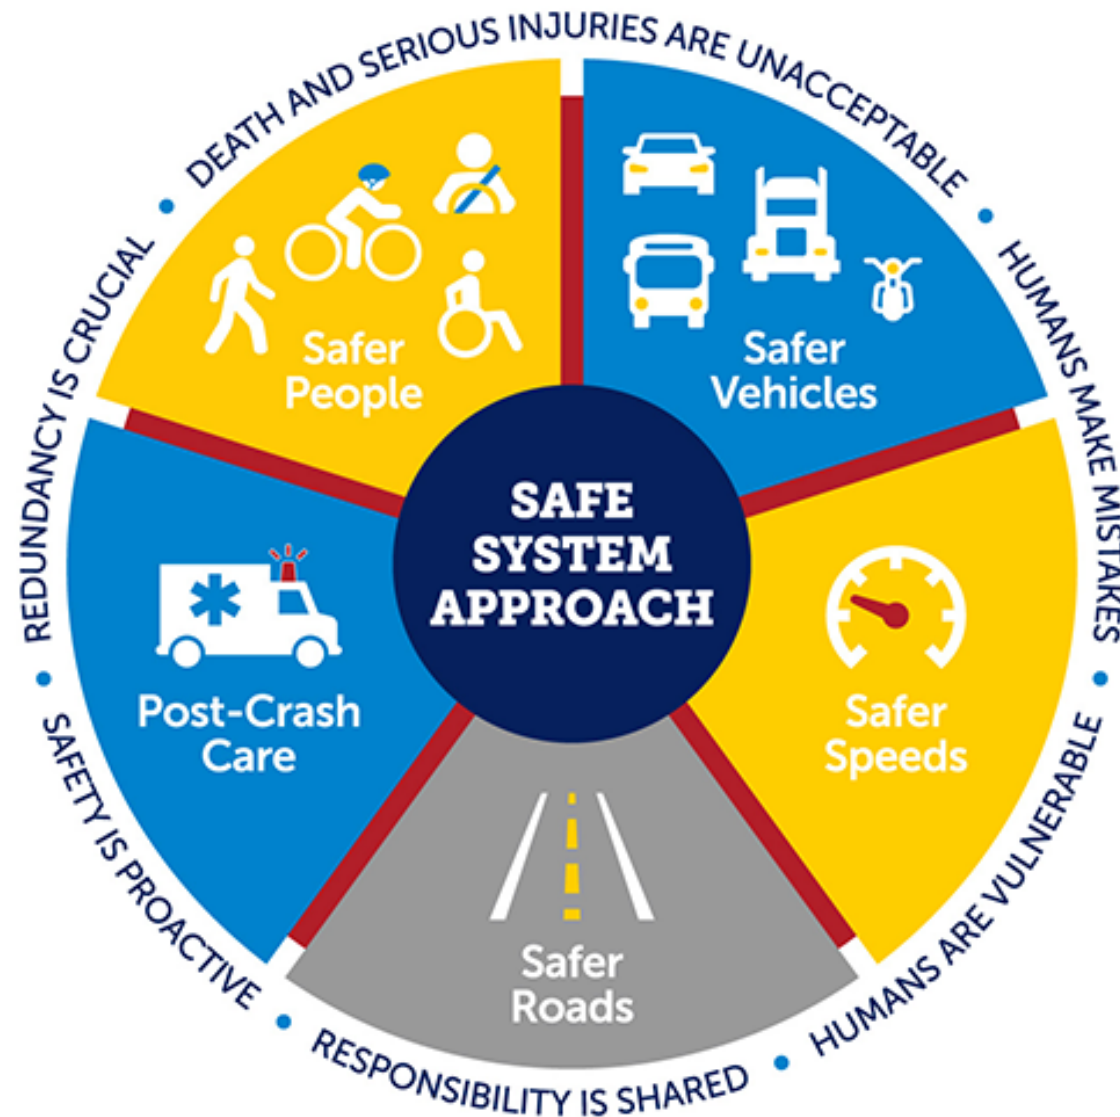 DEATH AND SERIOUS INJURIES ARE UNACCEPTABLE
HUMANS MAKE MISTAKES
HUMANS ARE VULNERABLE
RESPONSIBILITY IS SHARED
SAFETY IS PROACTIVE
REDUNDANCY IS CRUCIAL
Safer
People
Safer
Vehicles
SAFE
SYSTEM
APPROACH
Post-Crash
Care
Safer
Speeds
Safer
Roads